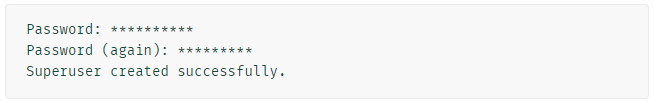 Password: **********
Password (again): *********
Superuser created successfully.